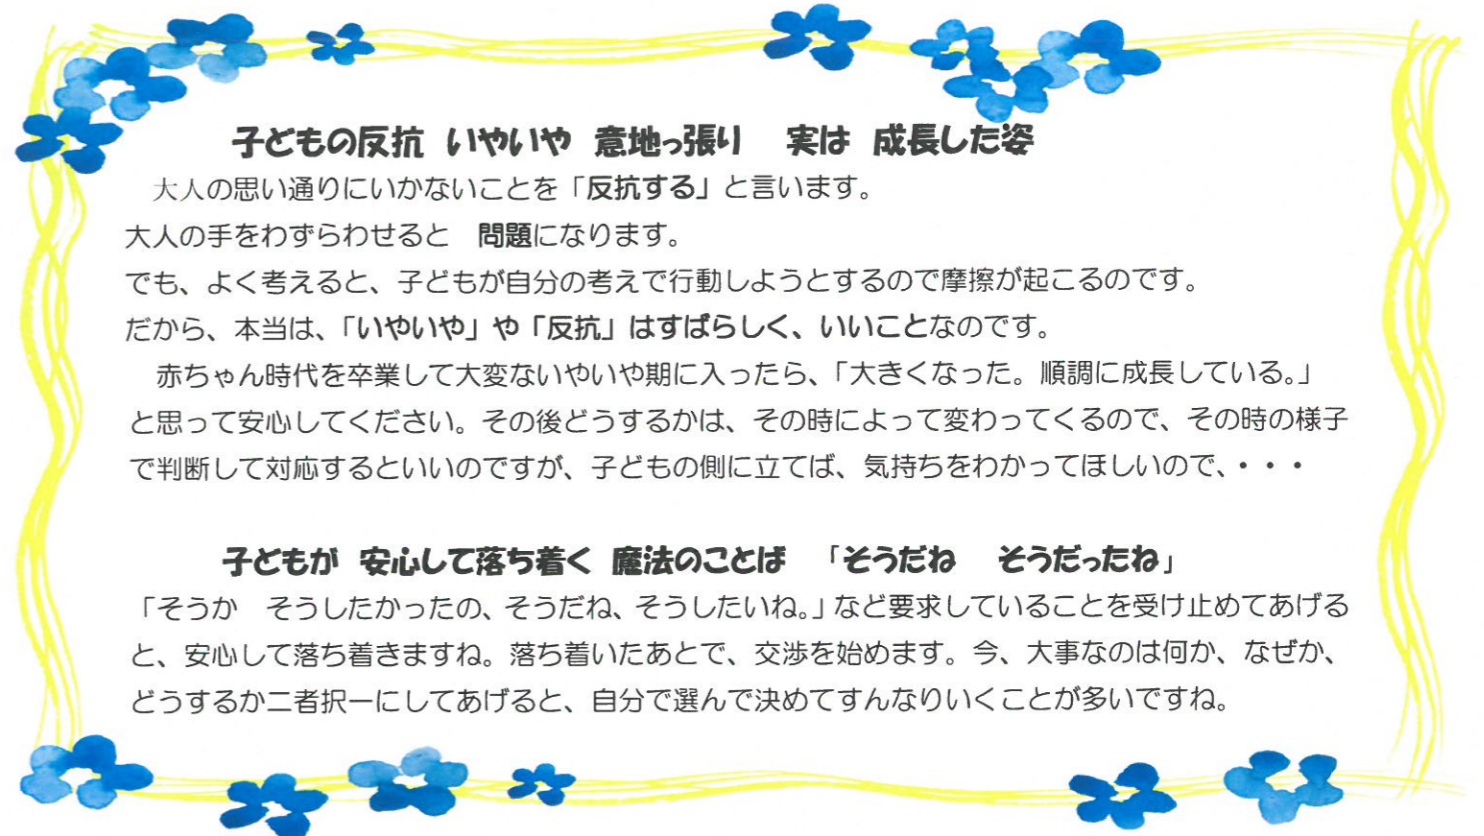 子どもの反抗　いやいや　意地っ張り　実は　成長した姿
大人の思い通りにいかないことを「反抗する」と言います。
大人の手をわずらわせると　問題になります。
でも、よく考えると、子どもが自分の考えで行動しようとするので摩擦が起こるのです。
だから、本当は、「いやいや」や「反抗」はすばらしく、いいことなのです。
赤ちゃん時代を卒業して大変ないやいや期に入ったら、「大きくなった。順調に成長している。」
と思って安心してください。その後どうするかは、その時によって変わってくるので、その時の様子
で判断して対応するといいのですが、子どもの側に立てば、気持ちをわかってほしいので、・・・
子どもが　安心して落ち着く　魔法のことば　「そうだね　そうだったね」
「そうか　そうしたかったの、そうだね、そうしたいね。」など要求していることを受け止めてあげる
と、安心して落ち着きますね。落ち着いたあとで、交渉を始めます。今、大事なのは何か、なぜか、
どうするか二者択一にしてあげると、自分で選んで決めてすんなりいくことが多いですね。